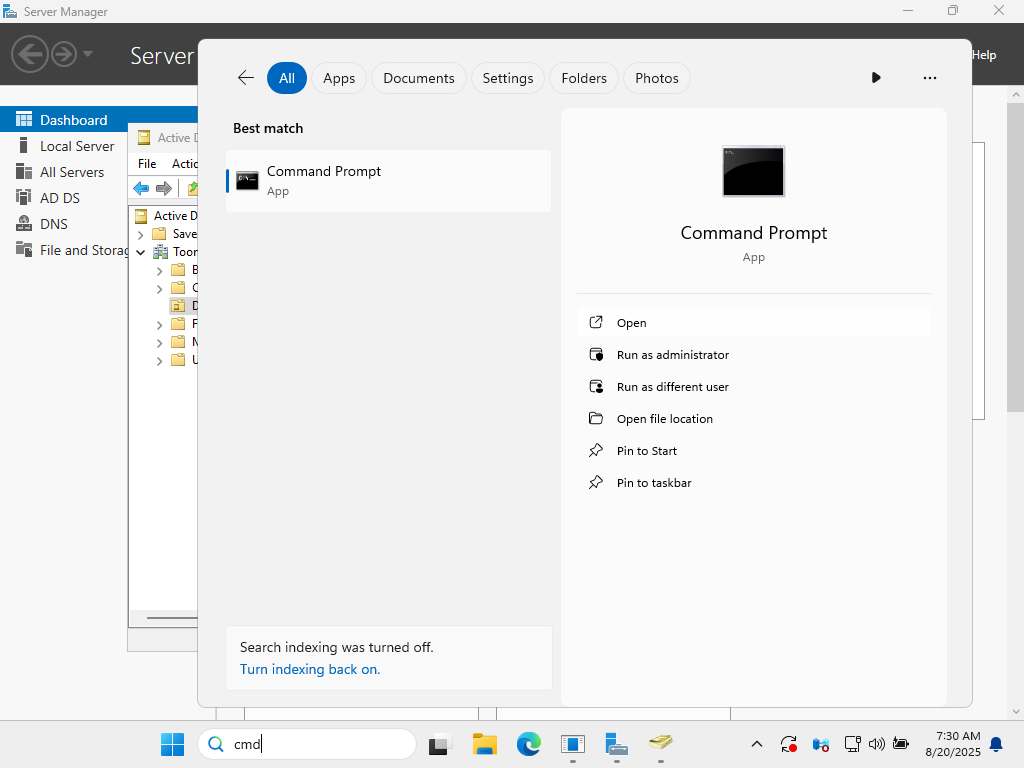 Server Manager
Server
Help
All
Apps
Documents
Settings
Folders
Photos
Dashboard
Local Server
All Servers
AD DS
DNS
File and Storag
Active D
File
Actio
Active D
Save
Toon
B
C
D
F
M
U
Best match
Command Prompt
App
Command Prompt
App
Open
Run as administrator
Run as different user
Open file location
Pin to Start
Pin to taskbar
Search indexing was turned off.
Turn indexing back on.
cmd
7:30 AM
8/20/2025